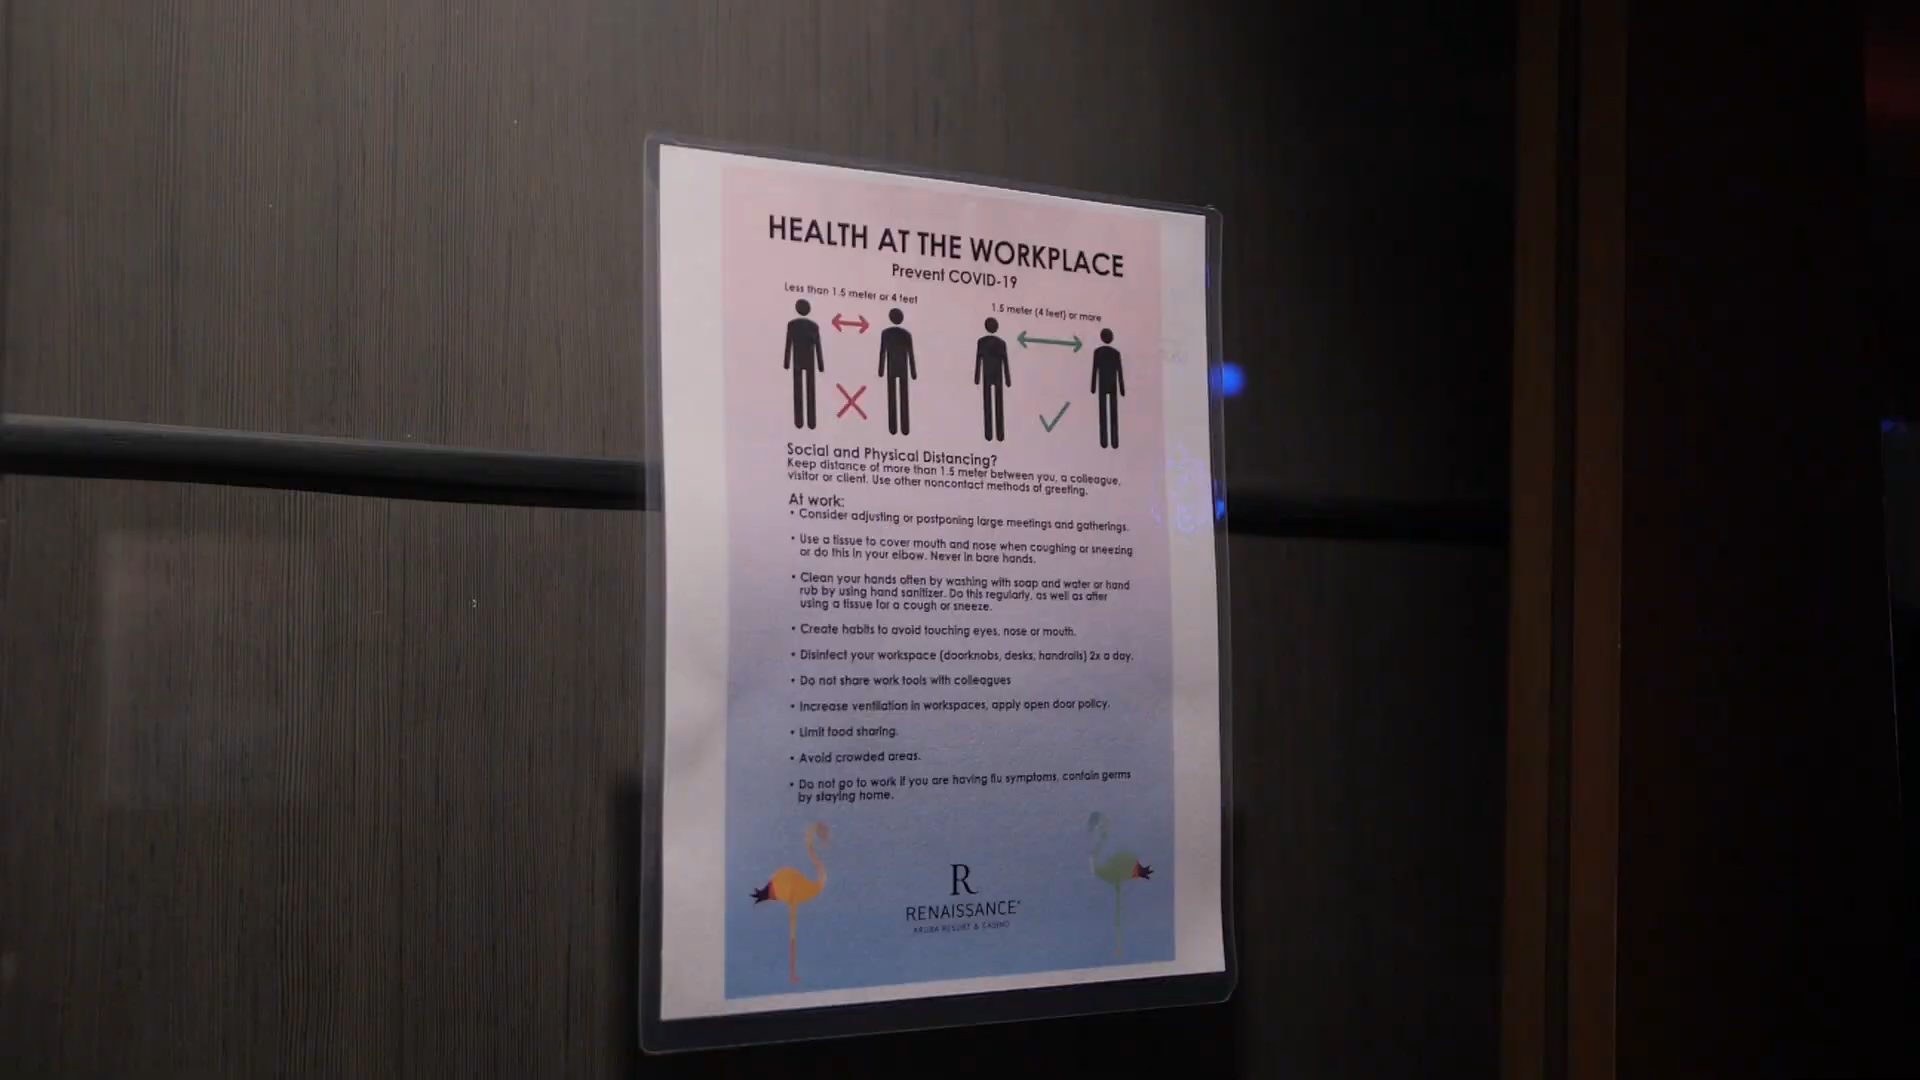 HEALTH AT THE WORKPLACE
Prevent COVID-19
Less than 1.5 meter or 4 feet
1.5 meter (4 feet) or more
Social and Physical Distancing?
Keep distance of more than 1.5 meter between you, a colleague,
visitor or client. Use other noncontact methods of greeting.
At work:
• Consider adjusting or postponing large meetings and gatherings.
• Use a tissue to cover mouth and nose when coughing or sneezing
or do this in your elbow. Never in bare hands.
• Clean your hands often by washing with soap and water or hand
rub by using hand sanitizer. Do this regularly, as well as after
using a tissue for a cough or sneeze.
• Create habits to avoid touching eyes, nose or mouth.
• Disinfect your workspace (doorknobs, desks, handrails) 2x a day.
• Do not share work tools with colleagues
• Increase ventilation in workspaces, apply open door policy.
• Limit food sharing.
• Avoid crowded areas.
• Do not go to work if you are having flu symptoms, contain germs
by staying home.
R
RENAISSANCE®
ARUBA RESORT & CASINO